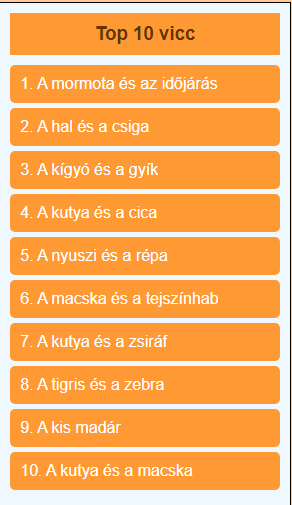 Top 10 vicc
1. A mormota és az időjárás
2. A hal és a csiga
3. A kígyó és a gyík
4. A kutya és a cica
5. A nyuszi és a répa
6. A macska és a tejszínhab
7. A kutya és a zsiráf
8. A tigris és a zebra
9. A kis madár
10. A kutya és a macska